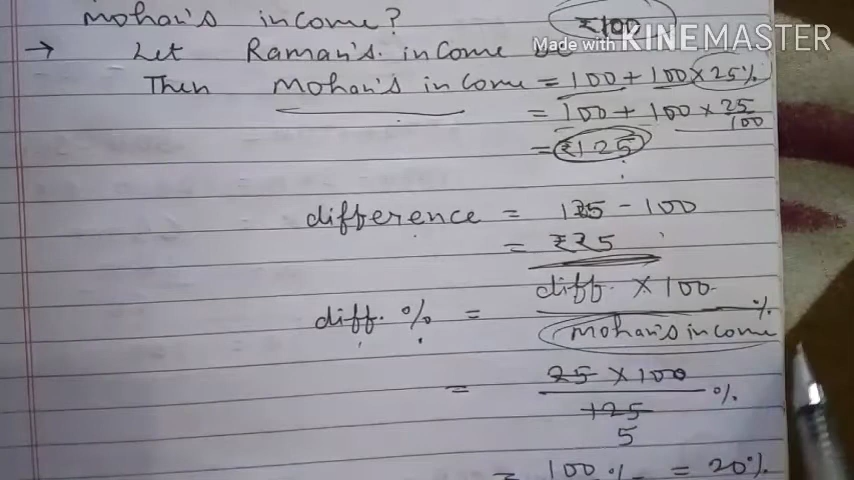 mohan's income?
→ Let Raman's income be ₹100
Made with KINEMASTER
Then Mohan's income = 100 + 100 × 25%
= 100 + 100 × 25/100
= ₹125
difference = 125 - 100
= ₹25
diff. % = diff. × 100 / mohan's income %
= 25 × 100 / 125 %
5
= 100 % = 20%